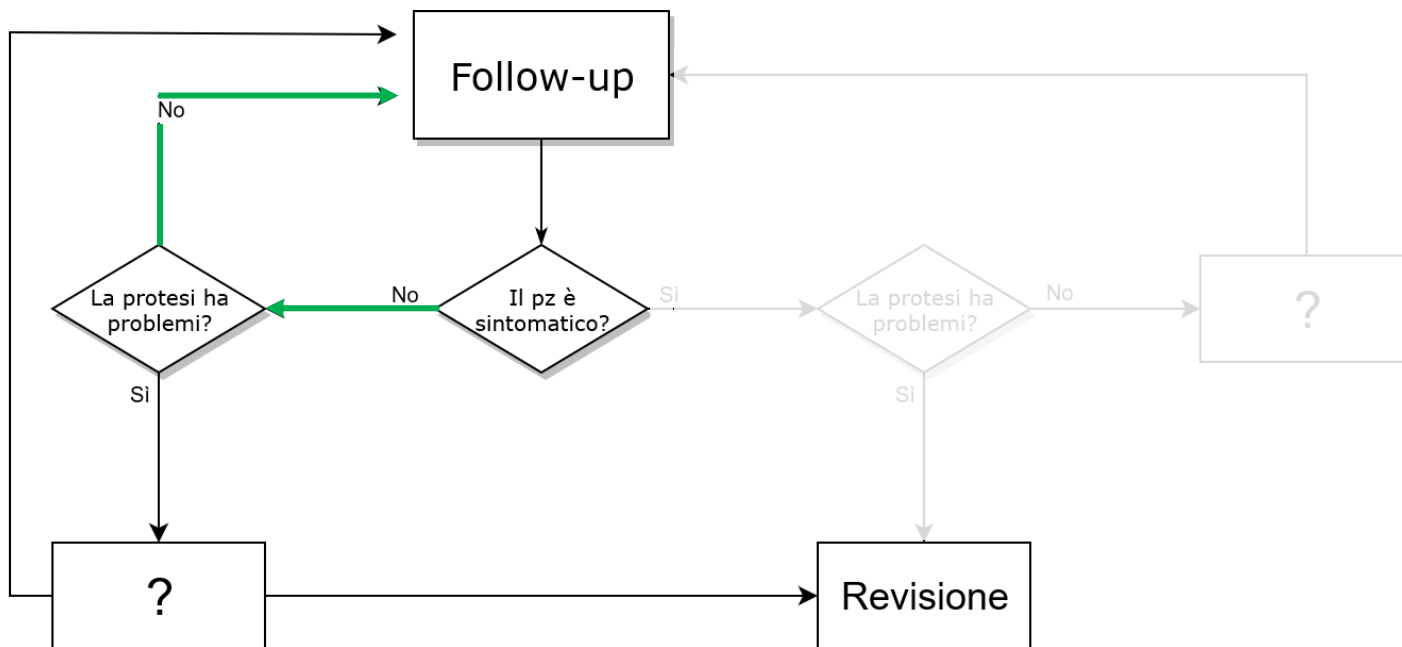 Follow-up
No
La protesi ha
problemi?
No
Il pz è
sintomatico?
Sì
La protesi ha
problemi?
No
?
Sì
Sì
?
Revisione